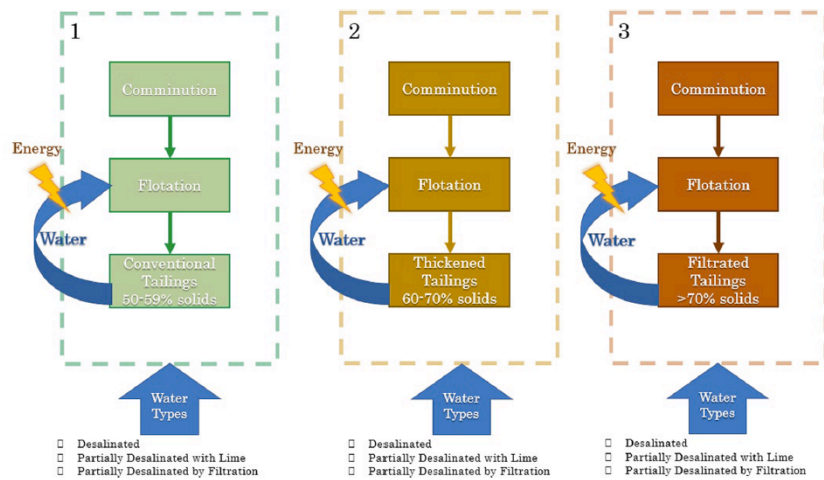 1
Comminution
Energy
Flotation
Water
Conventional
Tailings
50-59% solids
Water
Types
▯ Desalinated
▯ Partially Desalinated with Lime
▯ Partially Desalinated by Filtration
2
Comminution
Energy
Flotation
Water
Thickened
Tailings
60-70% solids
Water
Types
▯ Desalinated
▯ Partially Desalinated with Lime
▯ Partially Desalinated by Filtration
3
Comminution
Energy
Flotation
Water
Filtrated
Tailings
>70% solids
Water
Types
▯ Desalinated
▯ Partially Desalinated with Lime
▯ Partially Desalinated by Filtration